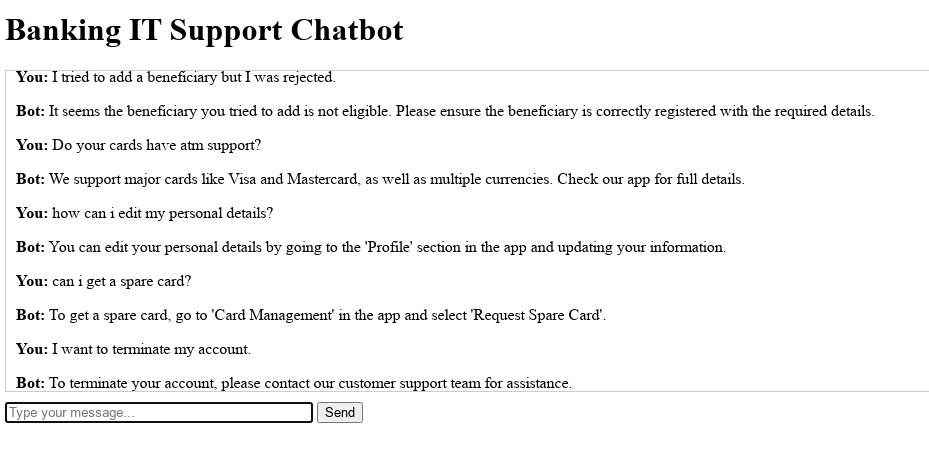 Banking IT Support Chatbot
You: I tried to add a beneficiary but I was rejected.
Bot: It seems the beneficiary you tried to add is not eligible. Please ensure the beneficiary is correctly registered with the required details.
You: Do your cards have atm support?
Bot: We support major cards like Visa and Mastercard, as well as multiple currencies. Check our app for full details.
You: how can i edit my personal details?
Bot: You can edit your personal details by going to the 'Profile' section in the app and updating your information.
You: can i get a spare card?
Bot: To get a spare card, go to 'Card Management' in the app and select 'Request Spare Card'.
You: I want to terminate my account.
Bot: To terminate your account, please contact our customer support team for assistance.
Type your message... Send